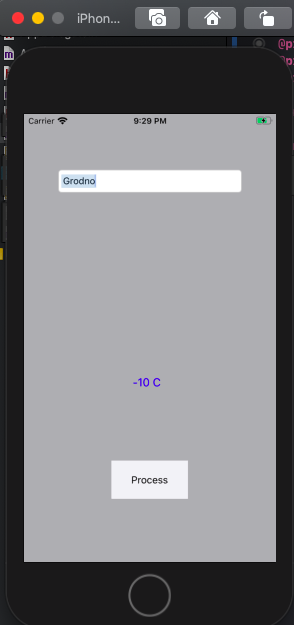 iPhon...
Carrier
9:29 PM
Grodno
-10 C
Process